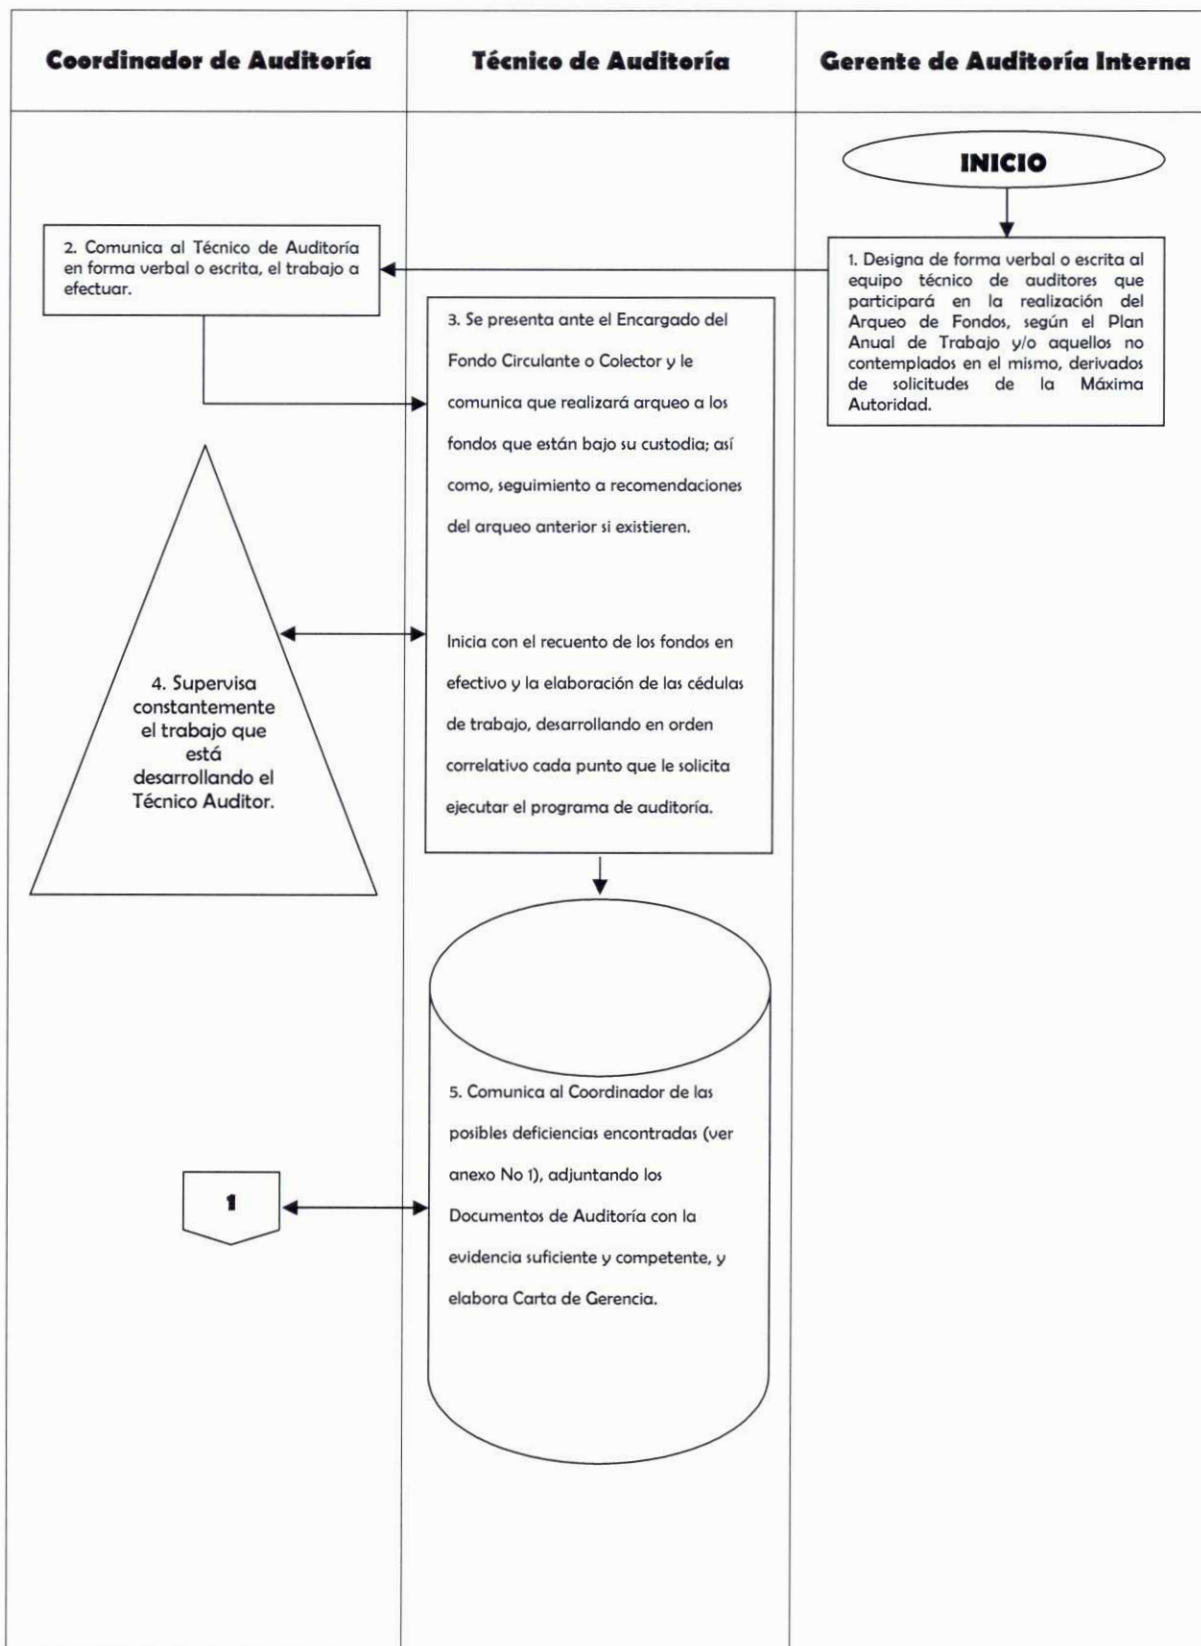 Coordinador de Auditoría
Técnico de Auditoría
Gerente de Auditoría Interna
INICIO
1. Designa de forma verbal o escrita al
equipo técnico de auditores que
participará en la realización del
Arqueo de Fondos, según el Plan
Anual de Trabajo y/o aquellos no
contemplados en el mismo, derivados
de solicitudes de la Máxima
Autoridad.
2. Comunica al Técnico de Auditoría
en forma verbal o escrita, el trabajo a
efectuar.
3. Se presenta ante el Encargado del
Fondo Circulante o Colector y le
comunica que realizará arqueo a los
fondos que están bajo su custodia; así
como, seguimiento a recomendaciones
del arqueo anterior si existieren.
Inicia con el recuento de los fondos en
efectivo y la elaboración de las cédulas
de trabajo, desarrollando en orden
correlativo cada punto que le solicita
ejecutar el programa de auditoría.
4. Supervisa
constantemente
el trabajo que
está
desarrollando el
Técnico Auditor.
5. Comunica al Coordinador de las
posibles deficiencias encontradas (ver
anexo No 1), adjuntando los
Documentos de Auditoría con la
evidencia suficiente y competente, y
elabora Carta de Gerencia.
1